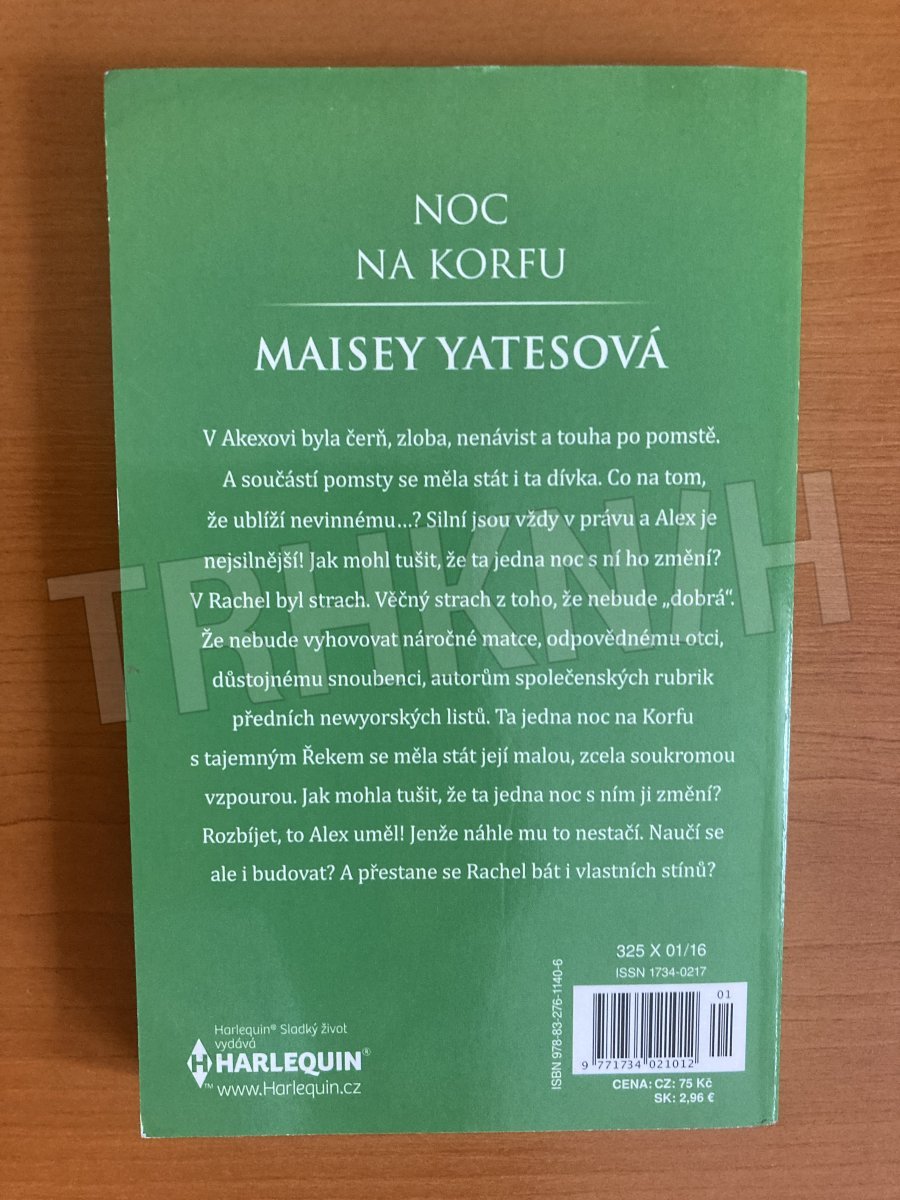 NOC
NA KORFU
MAISEY YATESOVÁ
V Akexovi byla čerň, zloba, nenávist a touha po pomstě.
A součástí pomsty se měla stát i ta dívka. Co na tom,
že ublíží nevinnému...? Silní jsou vždy v právu a Alex je
nejsilnější! Jak mohl tušit, že ta jedna noc s ní ho změní?
V Rachel byl strach. Věčný strach z toho, že nebude „dobrá“.
Že nebude vyhovovat náročné matce, odpovědnému otci,
důstojnému snoubenci, autorům společenských rubrik
předních newyorských listů. Ta jedna noc na Korfu
s tajemným Řekem se měla stát její malou, zcela soukromou
vzpourou. Jak mohla tušit, že ta jedna noc s ním ji změní?
Rozbíjet, to Alex uměl! Jenže náhle mu to nestačí. Naučí se
ale i budovat? A přestane se Rachel bát i vlastních stínů?
TRHKNIH
325 X 01/16
ISSN 1734-0217
01
ISBN 978-83-276-1140-6
9 771734 021012
CENA: CZ: 75 Kč
SK: 2,96 €
Harlequin® Sladký život
vydává
H HARLEQUIN®
™ www.Harlequin.cz